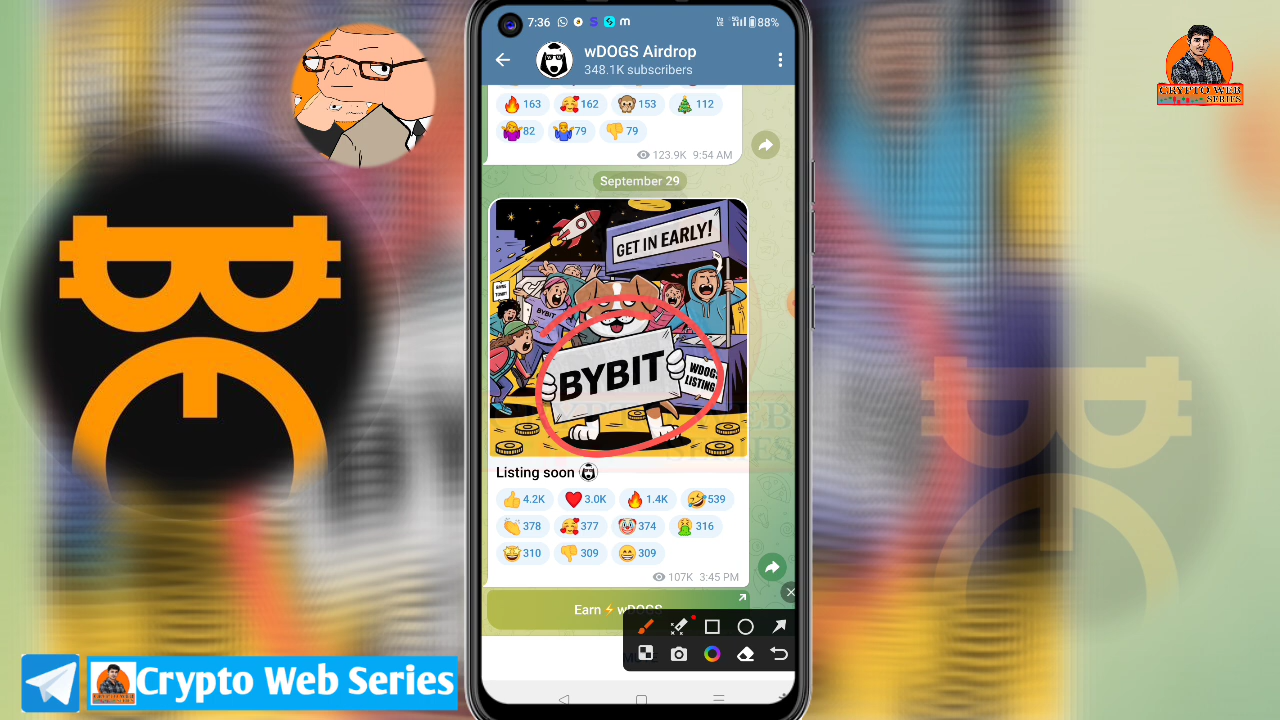 7:36
88%
wDOGS Airdrop
348.1K subscribers
163 162 153 112
82 79 79
123.9K 9:54 AM
September 29
GET IN EARLY!
BYBIT
BYBIT
WDOGS
LISTING
Listing soon
4.2K 3.0K 1.4K 539
378 377 374 316
310 309 309
107K 3:45 PM
Earn⚡wDOGS
CRYPTO WEB
SERIES
Crypto Web Series